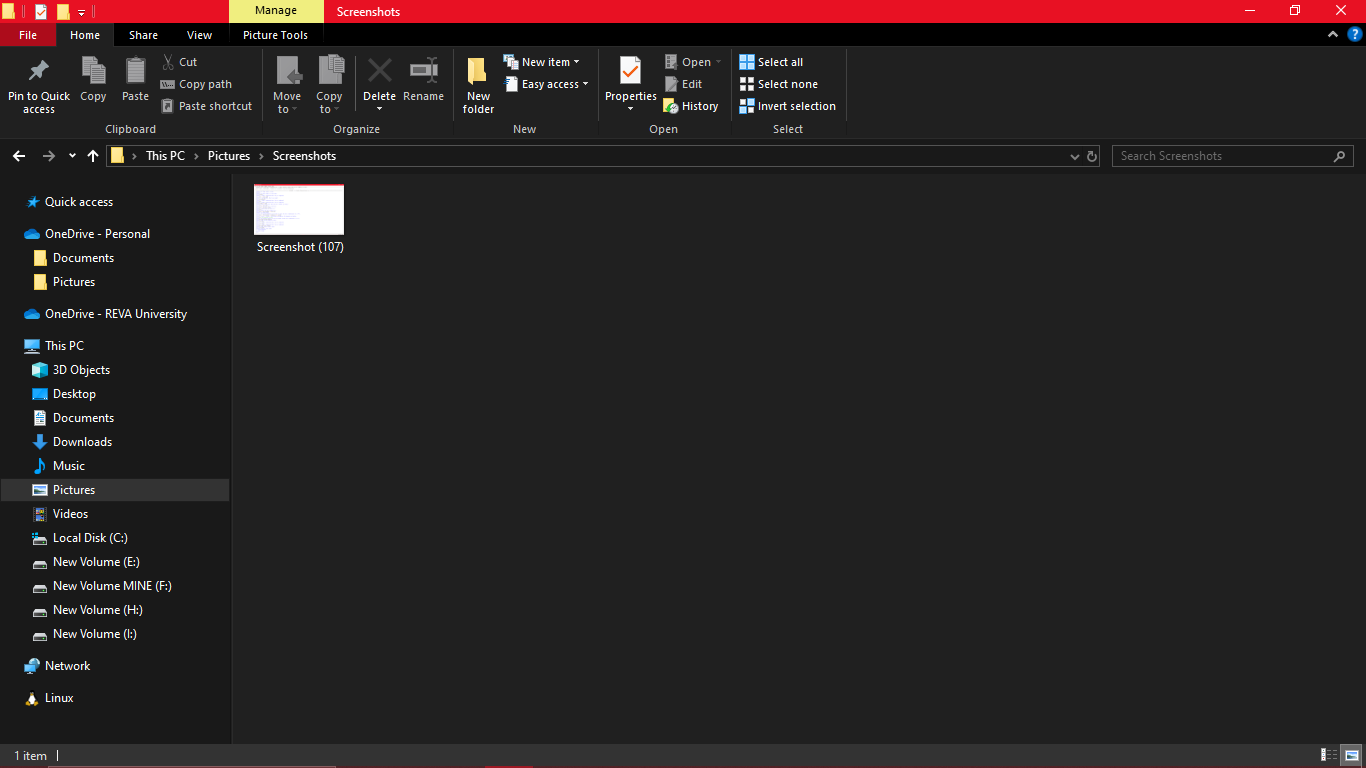 Manage
Screenshots
File
Home
Share
View
Picture Tools
Pin to Quick access
Copy
Paste
Cut
Copy path
Paste shortcut
Clipboard
Move to
Copy to
Delete
Rename
Organize
New folder
New item
Easy access
New
Properties
Open
Edit
History
Open
Select all
Select none
Invert selection
Select
This PC > Pictures > Screenshots
Search Screenshots
Quick access
OneDrive - Personal
Documents
Pictures
OneDrive - REVA University
This PC
3D Objects
Desktop
Documents
Downloads
Music
Pictures
Videos
Local Disk (C:)
New Volume (E:)
New Volume MINE (F:)
New Volume (H:)
New Volume (I:)
Network
Linux
Screenshot (107)
1 item